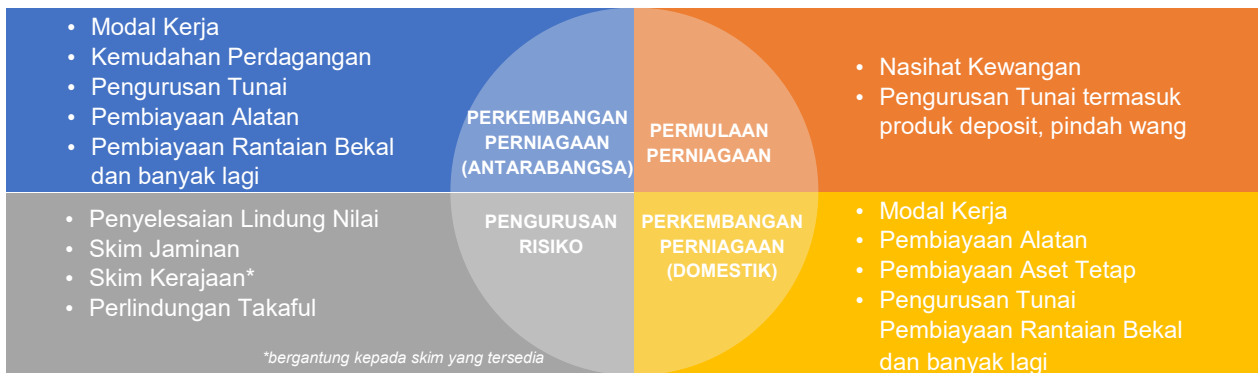 • Modal Kerja
• Kemudahan Perdagangan
• Pengurusan Tunai
• Pembiayaan Alatan
• Pembiayaan Rantaian Bekal
dan banyak lagi
PERKEMBANGAN
PERNIAGAAN
(ANTARABANGSA)
PERMULAAN
PERNIAGAAN
• Nasihat Kewangan
• Pengurusan Tunai termasuk
produk deposit, pindah wang
• Penyelesaian Lindung Nilai
• Skim Jaminan
• Skim Kerajaan*
• Perlindungan Takaful
*bergantung kepada skim yang tersedia
PENGURUSAN
RISIKO
PERKEMBANGAN
PERNIAGAAN
(DOMESTIK)
• Modal Kerja
• Pembiayaan Alatan
• Pembiayaan Aset Tetap
• Pengurusan Tunai
Pembiayaan Rantaian Bekal
dan banyak lagi